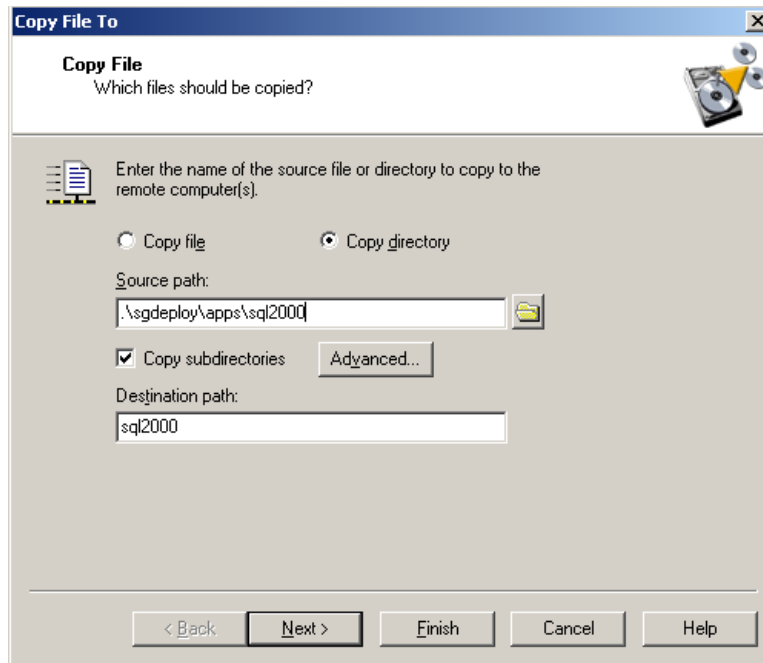 Copy File To
Copy File
Which files should be copied?
Enter the name of the source file or directory to copy to the
remote computer(s).
Copy file
Copy directory
Source path:
.\sgdeploy\apps\sql2000
Copy subdirectories
Advanced...
Destination path:
sql2000
< Back
Next >
Finish
Cancel
Help